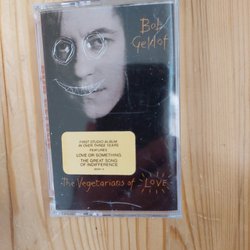 Bob
Geldof
FIRST STUDIO ALBUM
IN OVER THREE YEARS
FEATURES
LOVE OR SOMETHING
THE GREAT SONG
OF INDIFFERENCE
The Vegetarians of LOVE